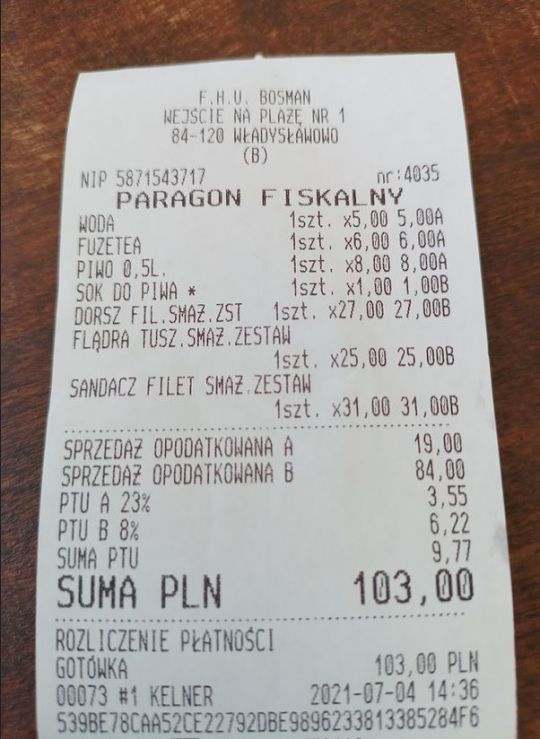 F.H.U. BOSMAN
WEJŚCIE NA PLAŻĘ NR 1
84-120 WŁADYSŁAWOWO
(B)
NIP 5871543717 nr:4035
PARAGON FISKALNY
WODA 1szt. x5,00 5,00A
FUZETEA 1szt. x6,00 6,00A
PIWO 0,5L. 1szt. x8,00 8,00A
SOK DO PIWA * 1szt. x1,00 1,00B
DORSZ FIL.SMAŻ.ZST 1szt. x27,00 27,00B
FLĄDRA TUSZ.SMAŻ.ZESTAW
1szt. x25,00 25,00B
SANDACZ FILET SMAŻ.ZESTAW
1szt. x31,00 31,00B
SPRZEDAŻ OPODATKOWANA A 19,00
SPRZEDAŻ OPODATKOWANA B 84,00
PTU A 23% 3,55
PTU B 8% 6,22
SUMA PTU 9,77
SUMA PLN 103,00
ROZLICZENIE PŁATNOŚCI
GOTÓWKA 103,00 PLN
00073 #1 KELNER 2021-07-04 14:36
539BE78CAA52CE22792DBE9896233813385284F6